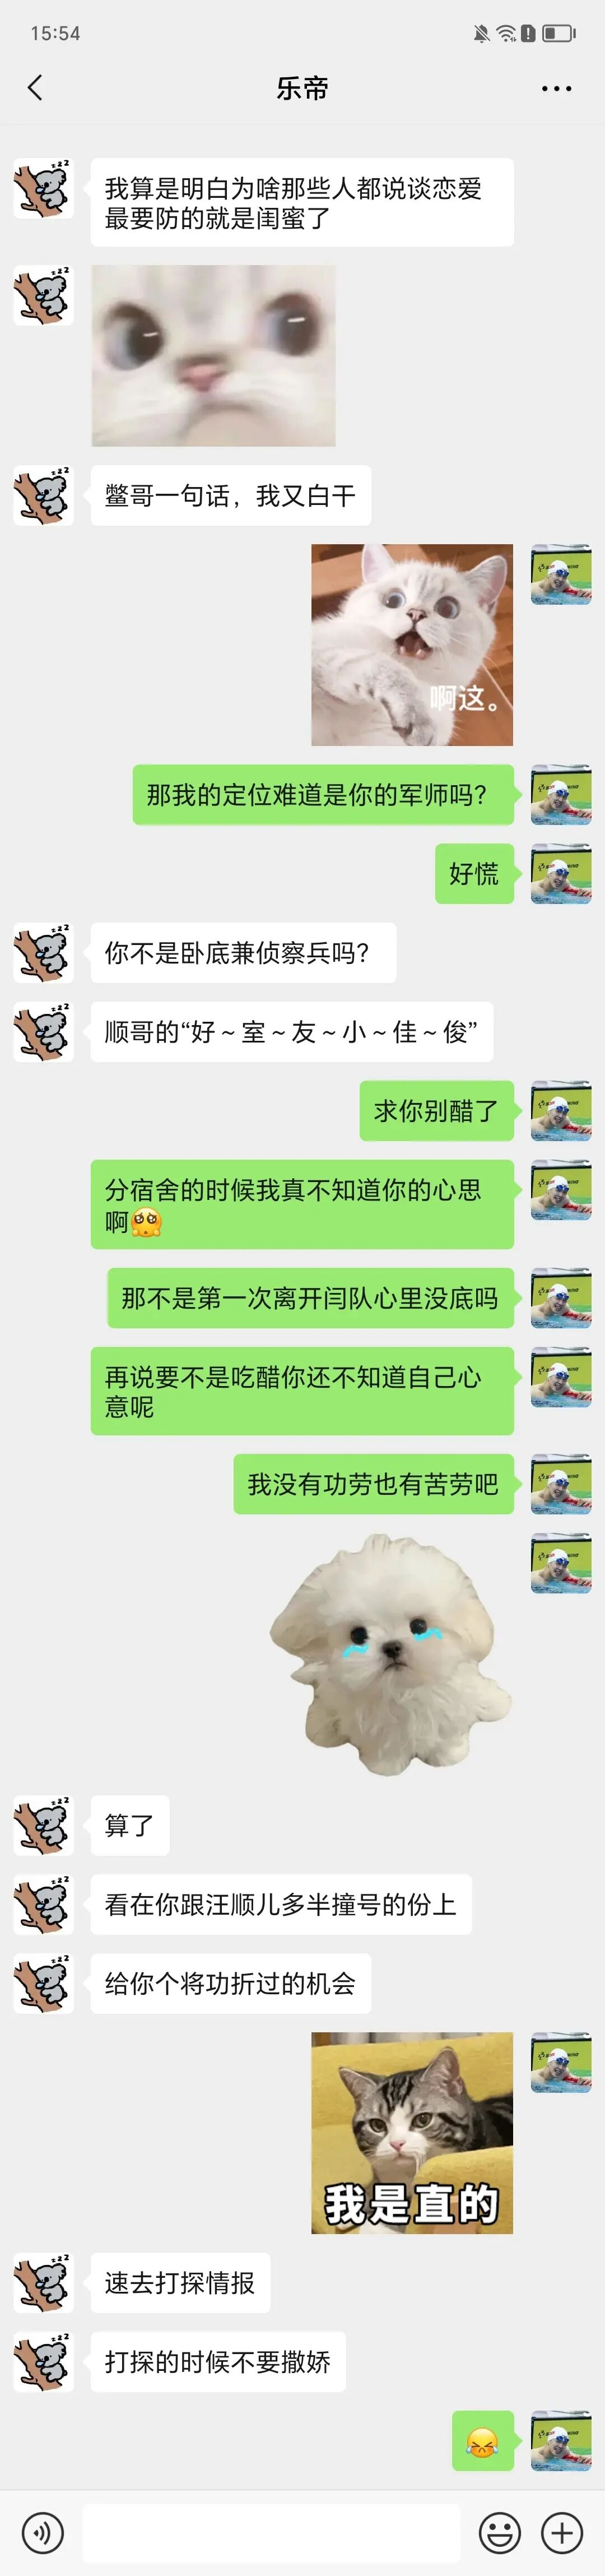 15:54
乐帝
我算是明白为啥那些人都说谈恋爱
最要防的就是闺蜜了
鳖哥一句话，我又白干
啊这。
那我的定位难道是你的军师吗？
好慌
你不是卧底兼侦察兵吗？
顺哥的“好～室～友～小～佳～俊”
求你别醋了
分宿舍的时候我真不知道你的心思
啊🥺
那不是第一次离开闫队心里没底吗
再说要不是吃醋你还不知道自己心
意呢
我没有功劳也有苦劳吧
算了
看在你跟汪顺儿多半撞号的份上
给你个将功折过的机会
我是直的
速去打探情报
打探的时候不要撒娇
😹